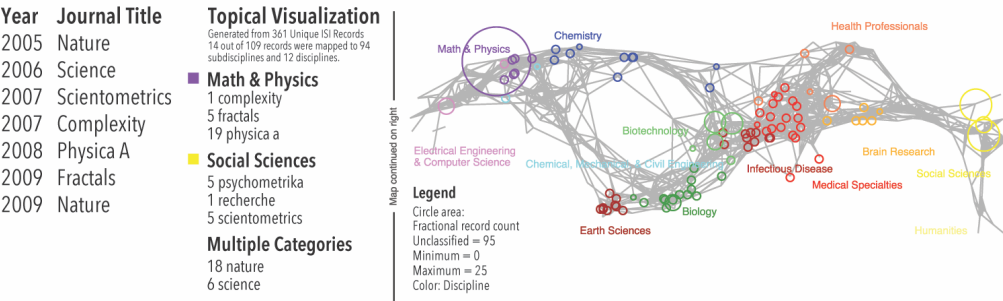 Year Journal Title
2005 Nature
2006 Science
2007 Scientometrics
2007 Complexity
2008 Physica A
2009 Fractals
2009 Nature
Topical Visualization
Generated from 361 Unique ISI Records
14 out of 109 records were mapped to 94
subdisciplines and 12 disciplines.
Math & Physics
1 complexity
5 fractals
19 physica a
Social Sciences
5 psychometrika
1 recherche
5 scientometrics
Multiple Categories
18 nature
6 science
Map continued on right
Math & Physics
Chemistry
Health Professionals
Biotechnology
Electrical Engineering
& Computer Science
Chemical, Mechanical, & Civil Engineering
Infectious Disease
Medical Specialties
Brain Research
Social Sciences
Humanities
Biology
Earth Sciences
Legend
Circle area:
Fractional record count
Unclassified = 95
Minimum = 0
Maximum = 25
Color: Discipline